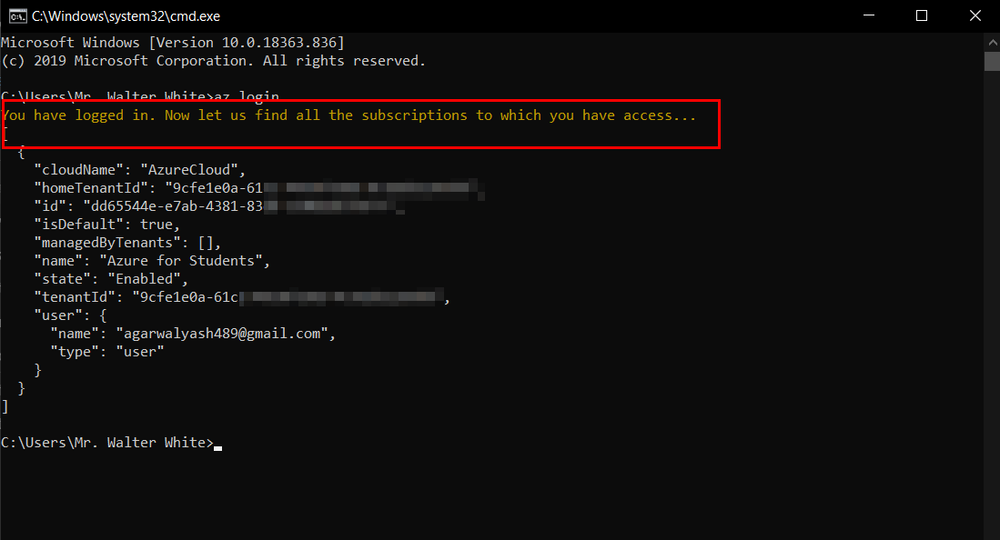 C:\Windows\system32\cmd.exe
Microsoft Windows [Version 10.0.18363.836]
(c) 2019 Microsoft Corporation. All rights reserved.
C:\Users\Mr. Walter White>az login
You have logged in. Now let us find all the subscriptions to which you have access...
[
  {
    "cloudName": "AzureCloud",
    "homeTenantId": "9cfe1e0a-61
    "id": "dd65544e-e7ab-4381-83
    "isDefault": true,
    "managedByTenants": [],
    "name": "Azure for Students",
    "state": "Enabled",
    "tenantId": "9cfe1e0a-61c ,
    "user": {
      "name": "agarwalyash489@gmail.com",
      "type": "user"
    }
  }
]
C:\Users\Mr. Walter White>